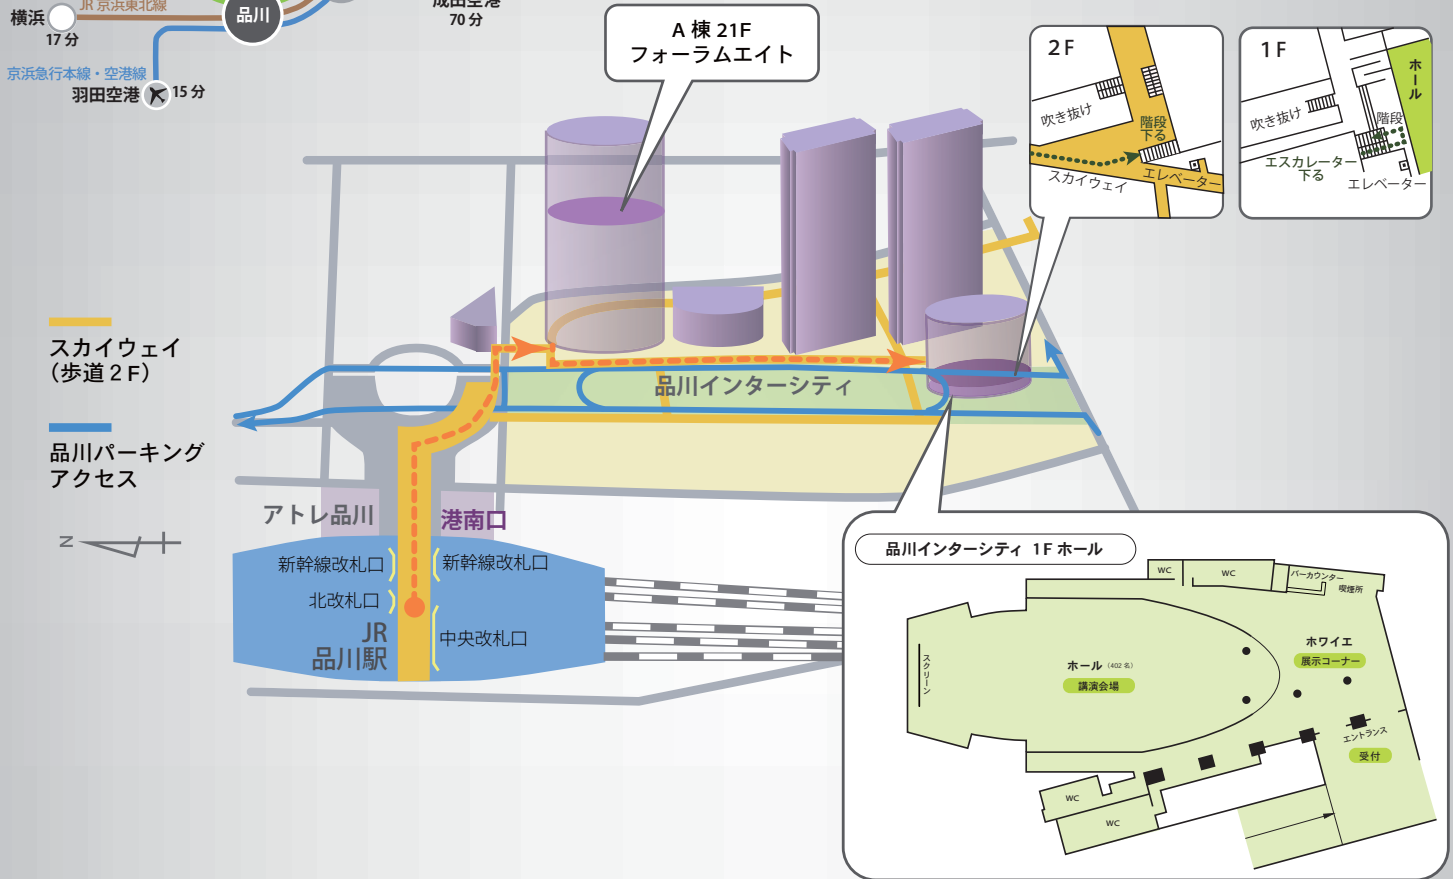 JR 京浜東北線
横浜
17 分
品川
成田空港
70 分
京浜急行本線・空港線
羽田空港
15 分
A 棟 21F
フォーラムエイト
2F
吹き抜け
階段
下る
スカイウェイ
エレベーター
1F
ホール
吹き抜け
階段
エスカレーター
下る
エレベーター
スカイウェイ
（歩道２F）
品川パーキング
アクセス
品川インターシティ
N
アトレ品川
港南口
新幹線改札口
新幹線改札口
北改札口
中央改札口
JR
品川駅
品川インターシティ 1F ホール
WC
WC
バーカウンター
喫煙所
スクリーン
ホール（402 名）
講演会場
ホワイエ
展示コーナー
エントランス
受付
WC
WC